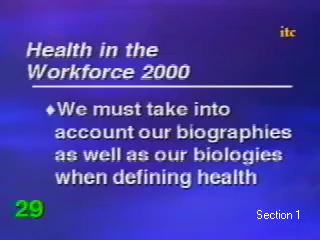 itc
Health in the
Workforce 2000
♦We must take into
account our biographies
as well as our biologies
when defining health
29
Section 1